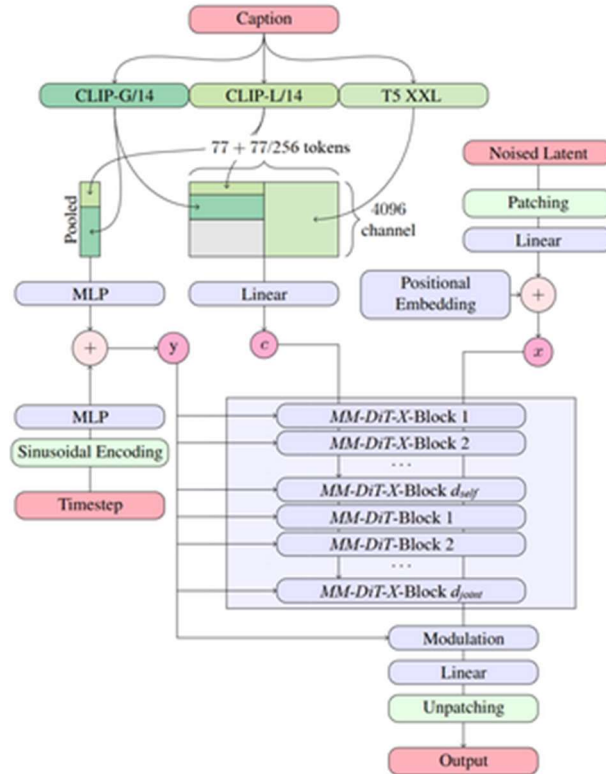 Caption
CLIP-G/14
CLIP-L/14
T5 XXL
77 + 77/256 tokens
Pooled
4096
channel
Noised Latent
Patching
Linear
MLP
Linear
Positional
Embedding
+
+
y
c
x
MLP
Sinusoidal Encoding
Timestep
MM-DiT-X-Block 1
MM-DiT-X-Block 2
...
MM-DiT-X-Block dself
MM-DiT-Block 1
MM-DiT-Block 2
...
MM-DiT-X-Block djoint
Modulation
Linear
Unpatching
Output